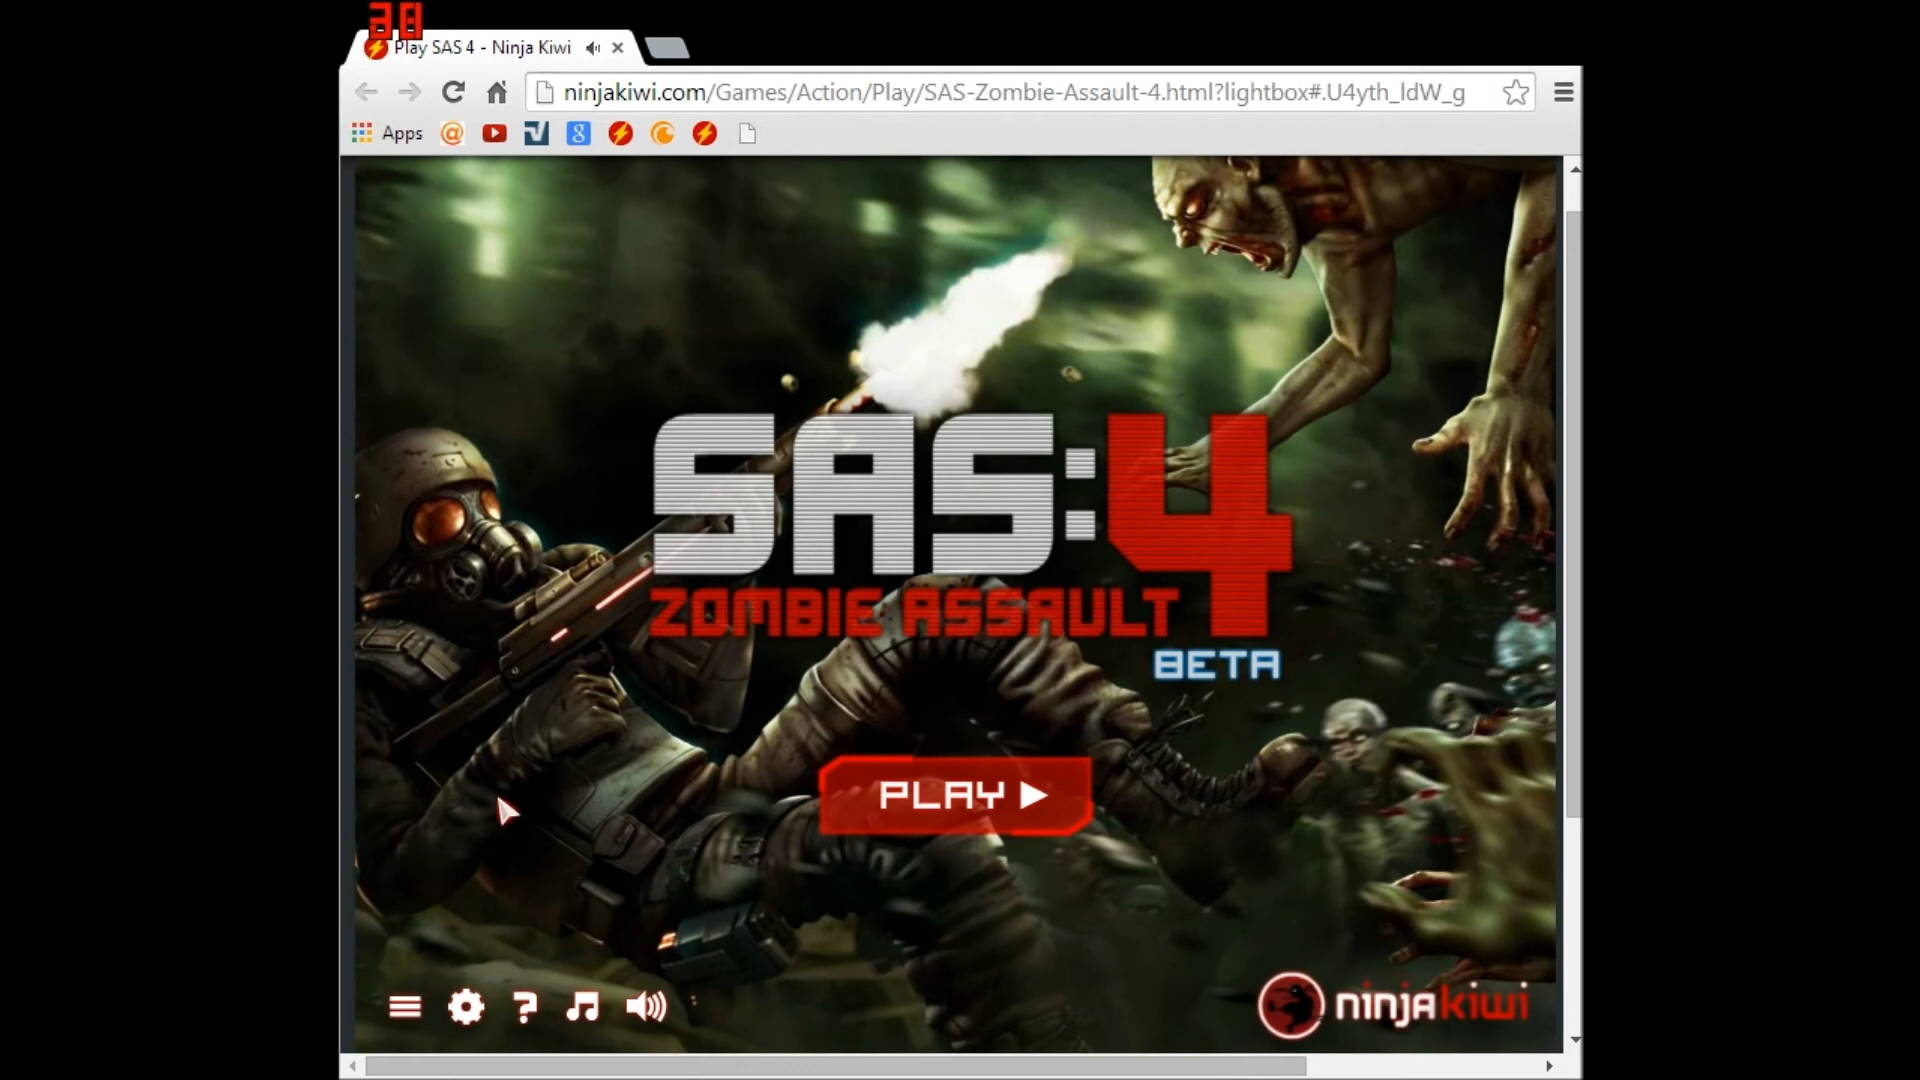 30
Play SAS 4 - Ninja Kiwi
ninjakiwi.com/Games/Action/Play/SAS-Zombie-Assault-4.html?lightbox#.U4yth_ldW_g
Apps
SAS:4
ZOMBIE ASSAULT
BETA
PLAY
ninjakiwi